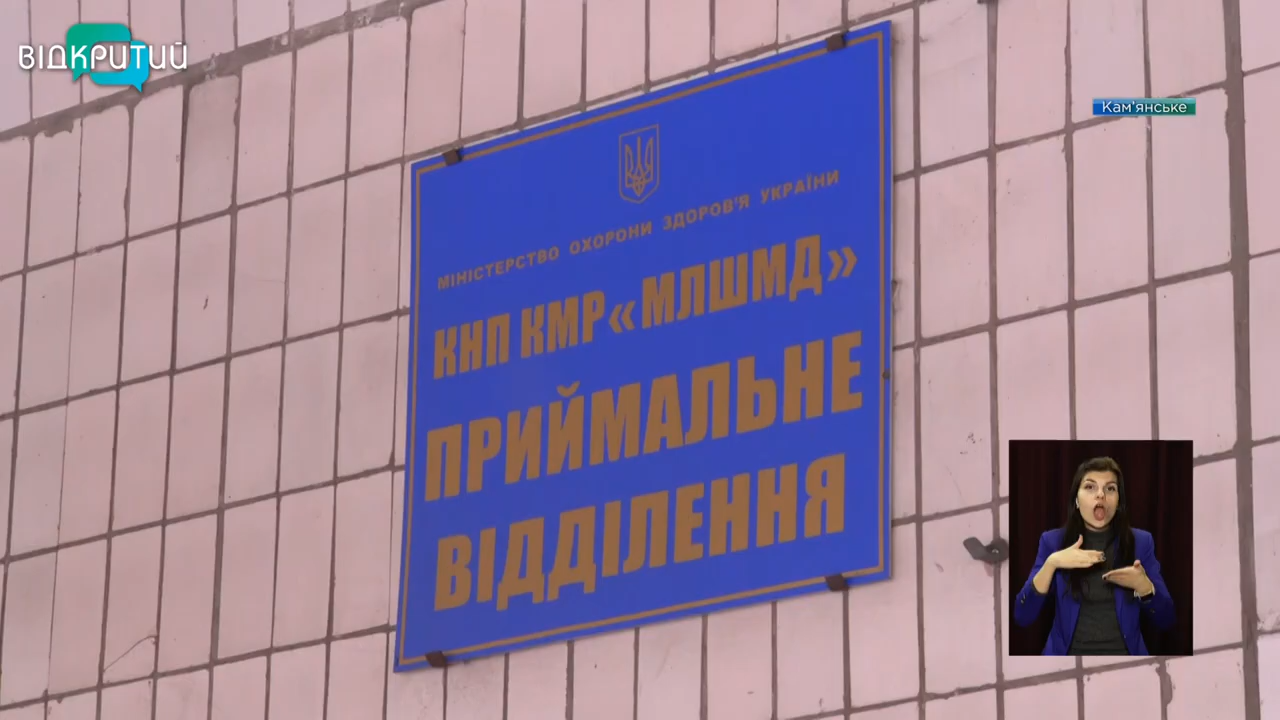 ВІДКРИТИЙ
Кам'янське
МІНІСТЕРСТВО ОХОРОНИ ЗДОРОВ'Я УКРАЇНИ
КНП КМР «МЛШМД»
ПРИЙМАЛЬНЕ
ВІДДІЛЕННЯ